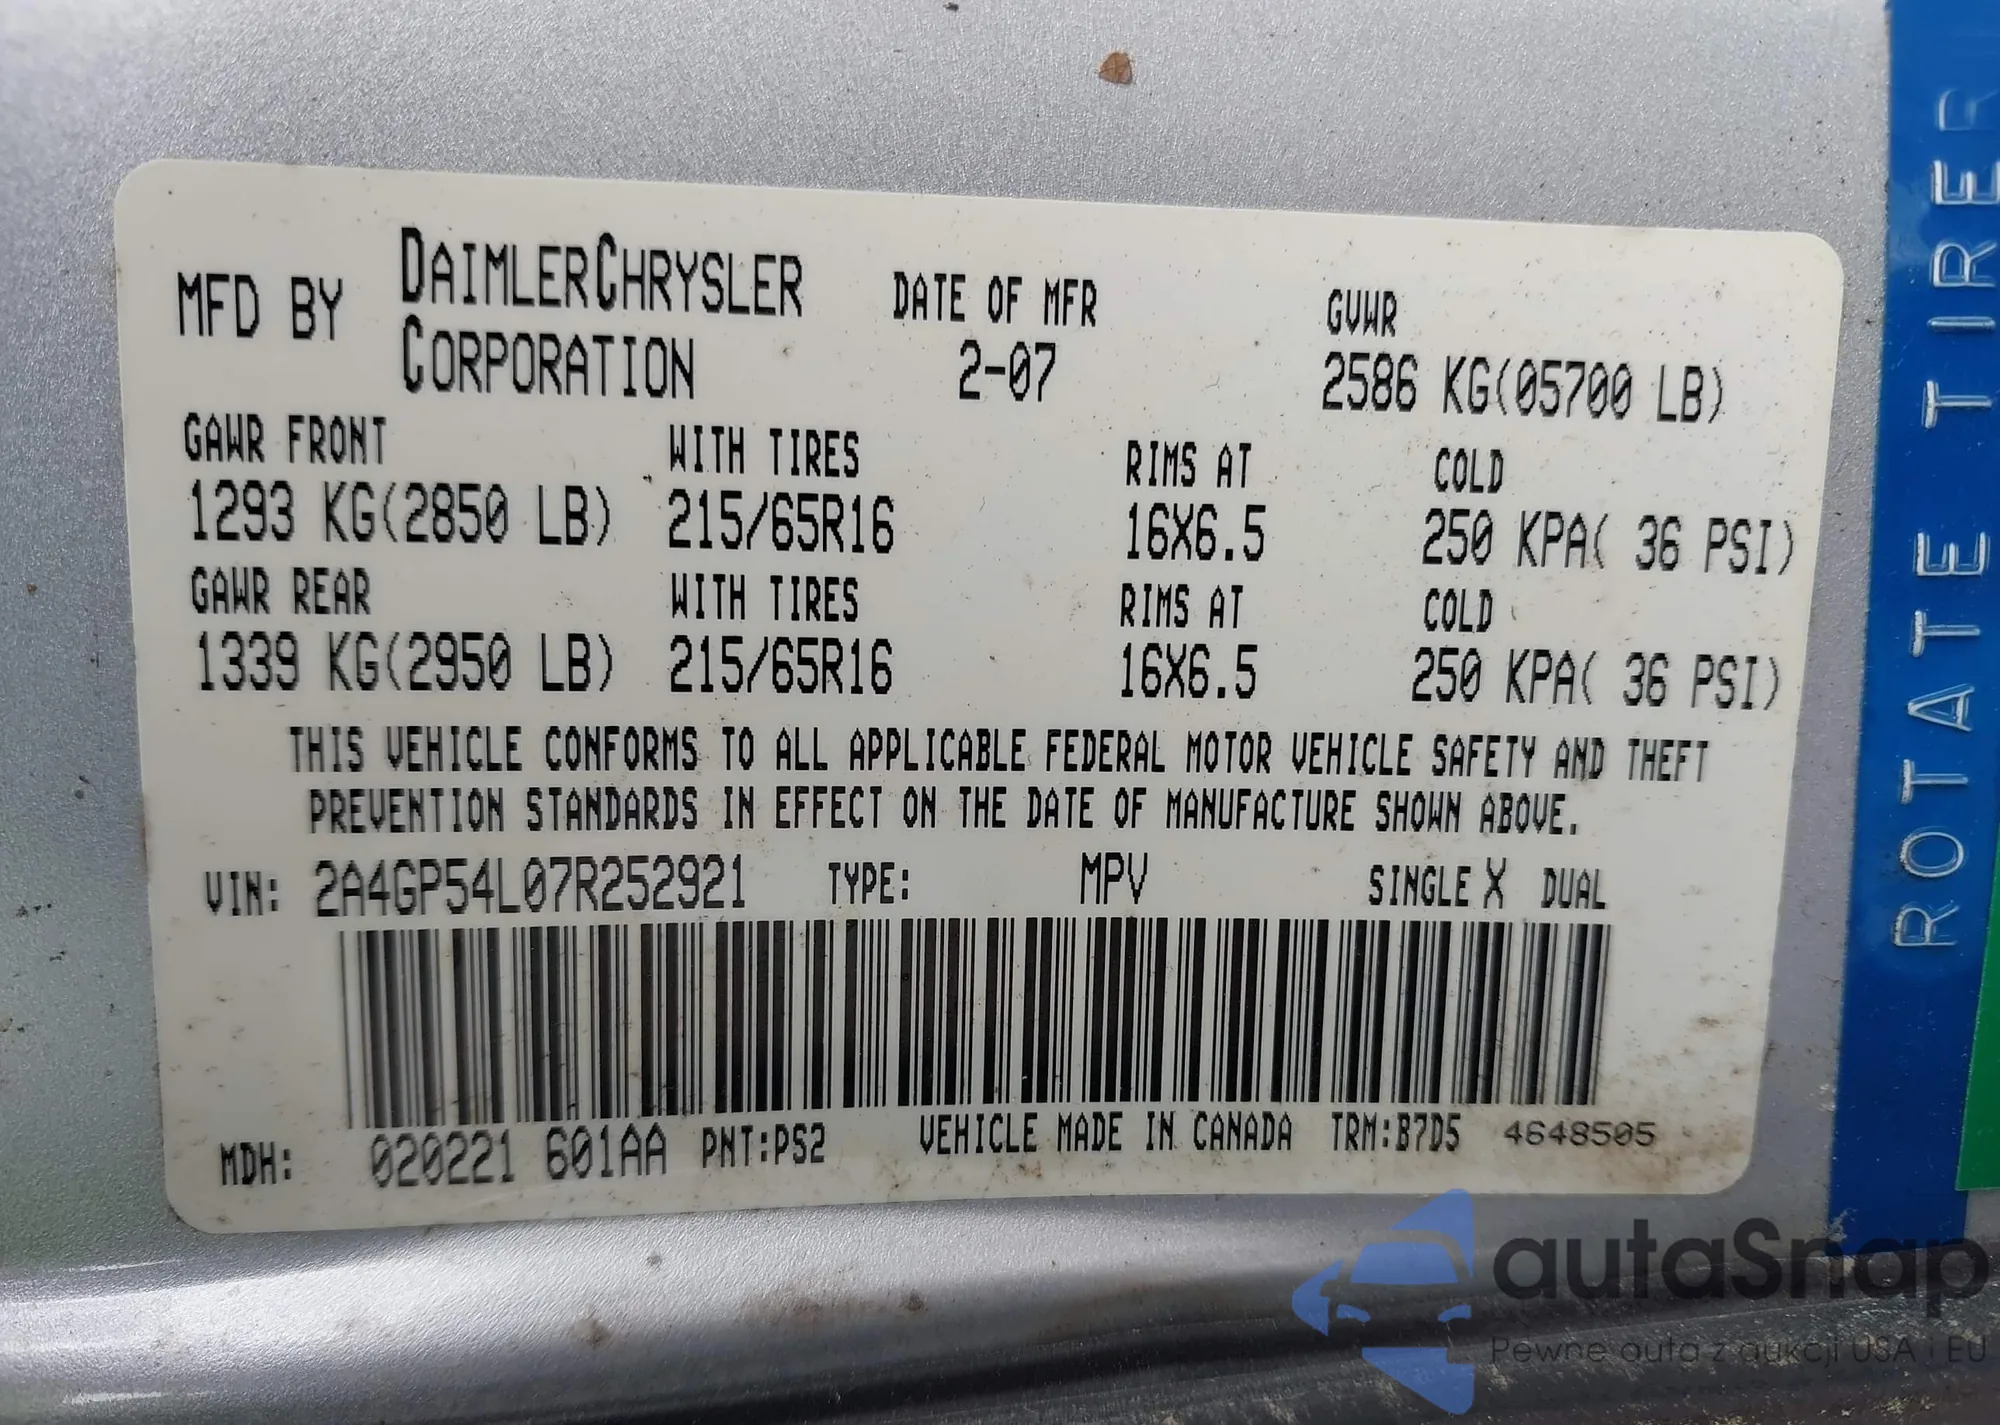 MFD BY DAIMLERCHRYSLER CORPORATION DATE OF MFR 2-07 GVWR 2586 KG(05700 LB)
GAWR FRONT WITH TIRES RIMS AT COLD
1293 KG(2850 LB) 215/65R16 16X6.5 250 KPA( 36 PSI)
GAWR REAR WITH TIRES RIMS AT COLD
1339 KG(2950 LB) 215/65R16 16X6.5 250 KPA( 36 PSI)
THIS VEHICLE CONFORMS TO ALL APPLICABLE FEDERAL MOTOR VEHICLE SAFETY AND THEFT
PREVENTION STANDARDS IN EFFECT ON THE DATE OF MANUFACTURE SHOWN ABOVE.
VIN: 2A4GP54L07R252921 TYPE: MPV SINGLE X DUAL
MDH: 020221 601AA PNT:PS2 VEHICLE MADE IN CANADA TRM:B7D5 4648505
ROTATE TIRE
autaSnap
Pewne auta z aukcji USA i EU